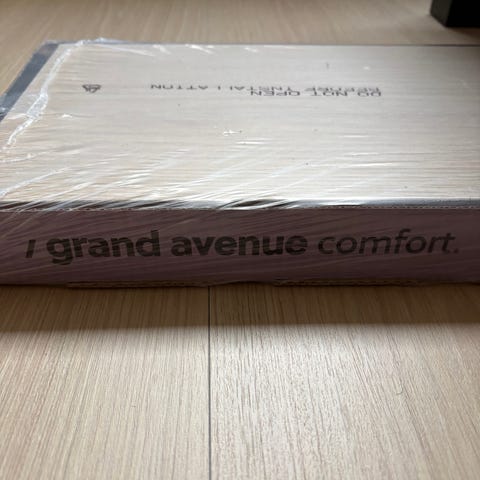 DO NOT OPEN
BEFORE INSTALLATION
I grand avenue comfort.